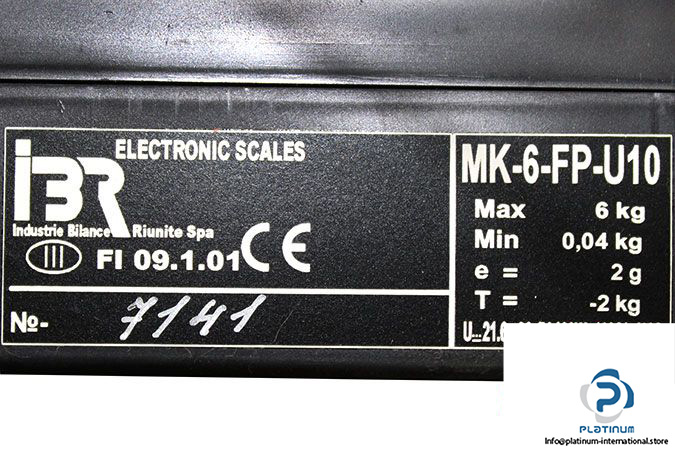 IBR ELECTRONIC SCALES
Industrie Bilance Riunite Spa
III FI 09.1.01 CE
№- 7141
MK-6-FP-U10
Max 6 kg
Min 0,04 kg
e = 2 g
T = -2 kg
PLATINUM
Info@platinum-international.store